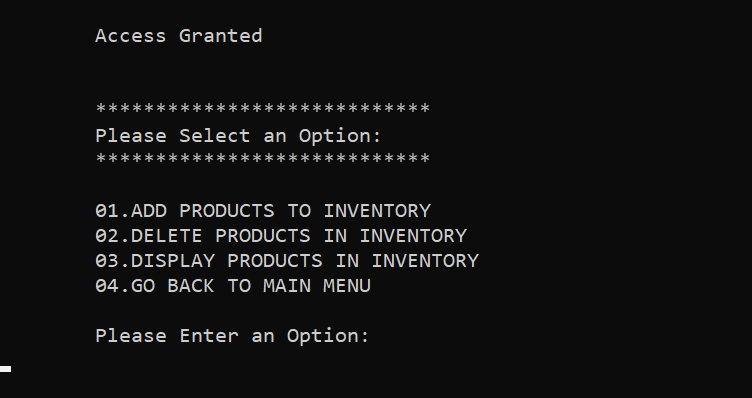 Access Granted
****************************
Please Select an Option:
****************************
01.ADD PRODUCTS TO INVENTORY
02.DELETE PRODUCTS IN INVENTORY
03.DISPLAY PRODUCTS IN INVENTORY
04.GO BACK TO MAIN MENU
Please Enter an Option: